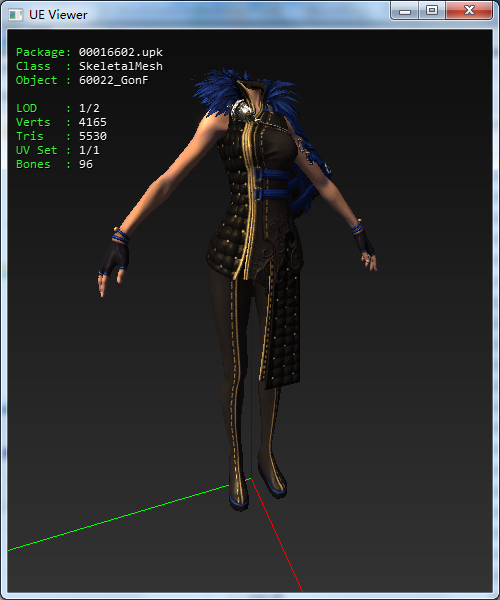 UE Viewer
Package: 00016602.upk
Class : SkeletalMesh
Object : 60022_GonF
LOD : 1/2
Verts : 4165
Tris : 5530
UV Set : 1/1
Bones : 96